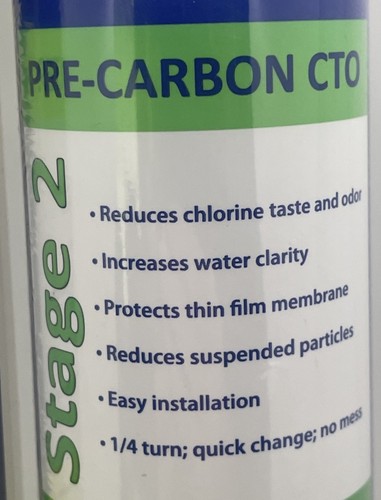 PRE-CARBON CTO
Stage 2
• Reduces chlorine taste and odor
• Increases water clarity
• Protects thin film membrane
• Reduces suspended particles
• Easy installation
• 1/4 turn; quick change; no mess